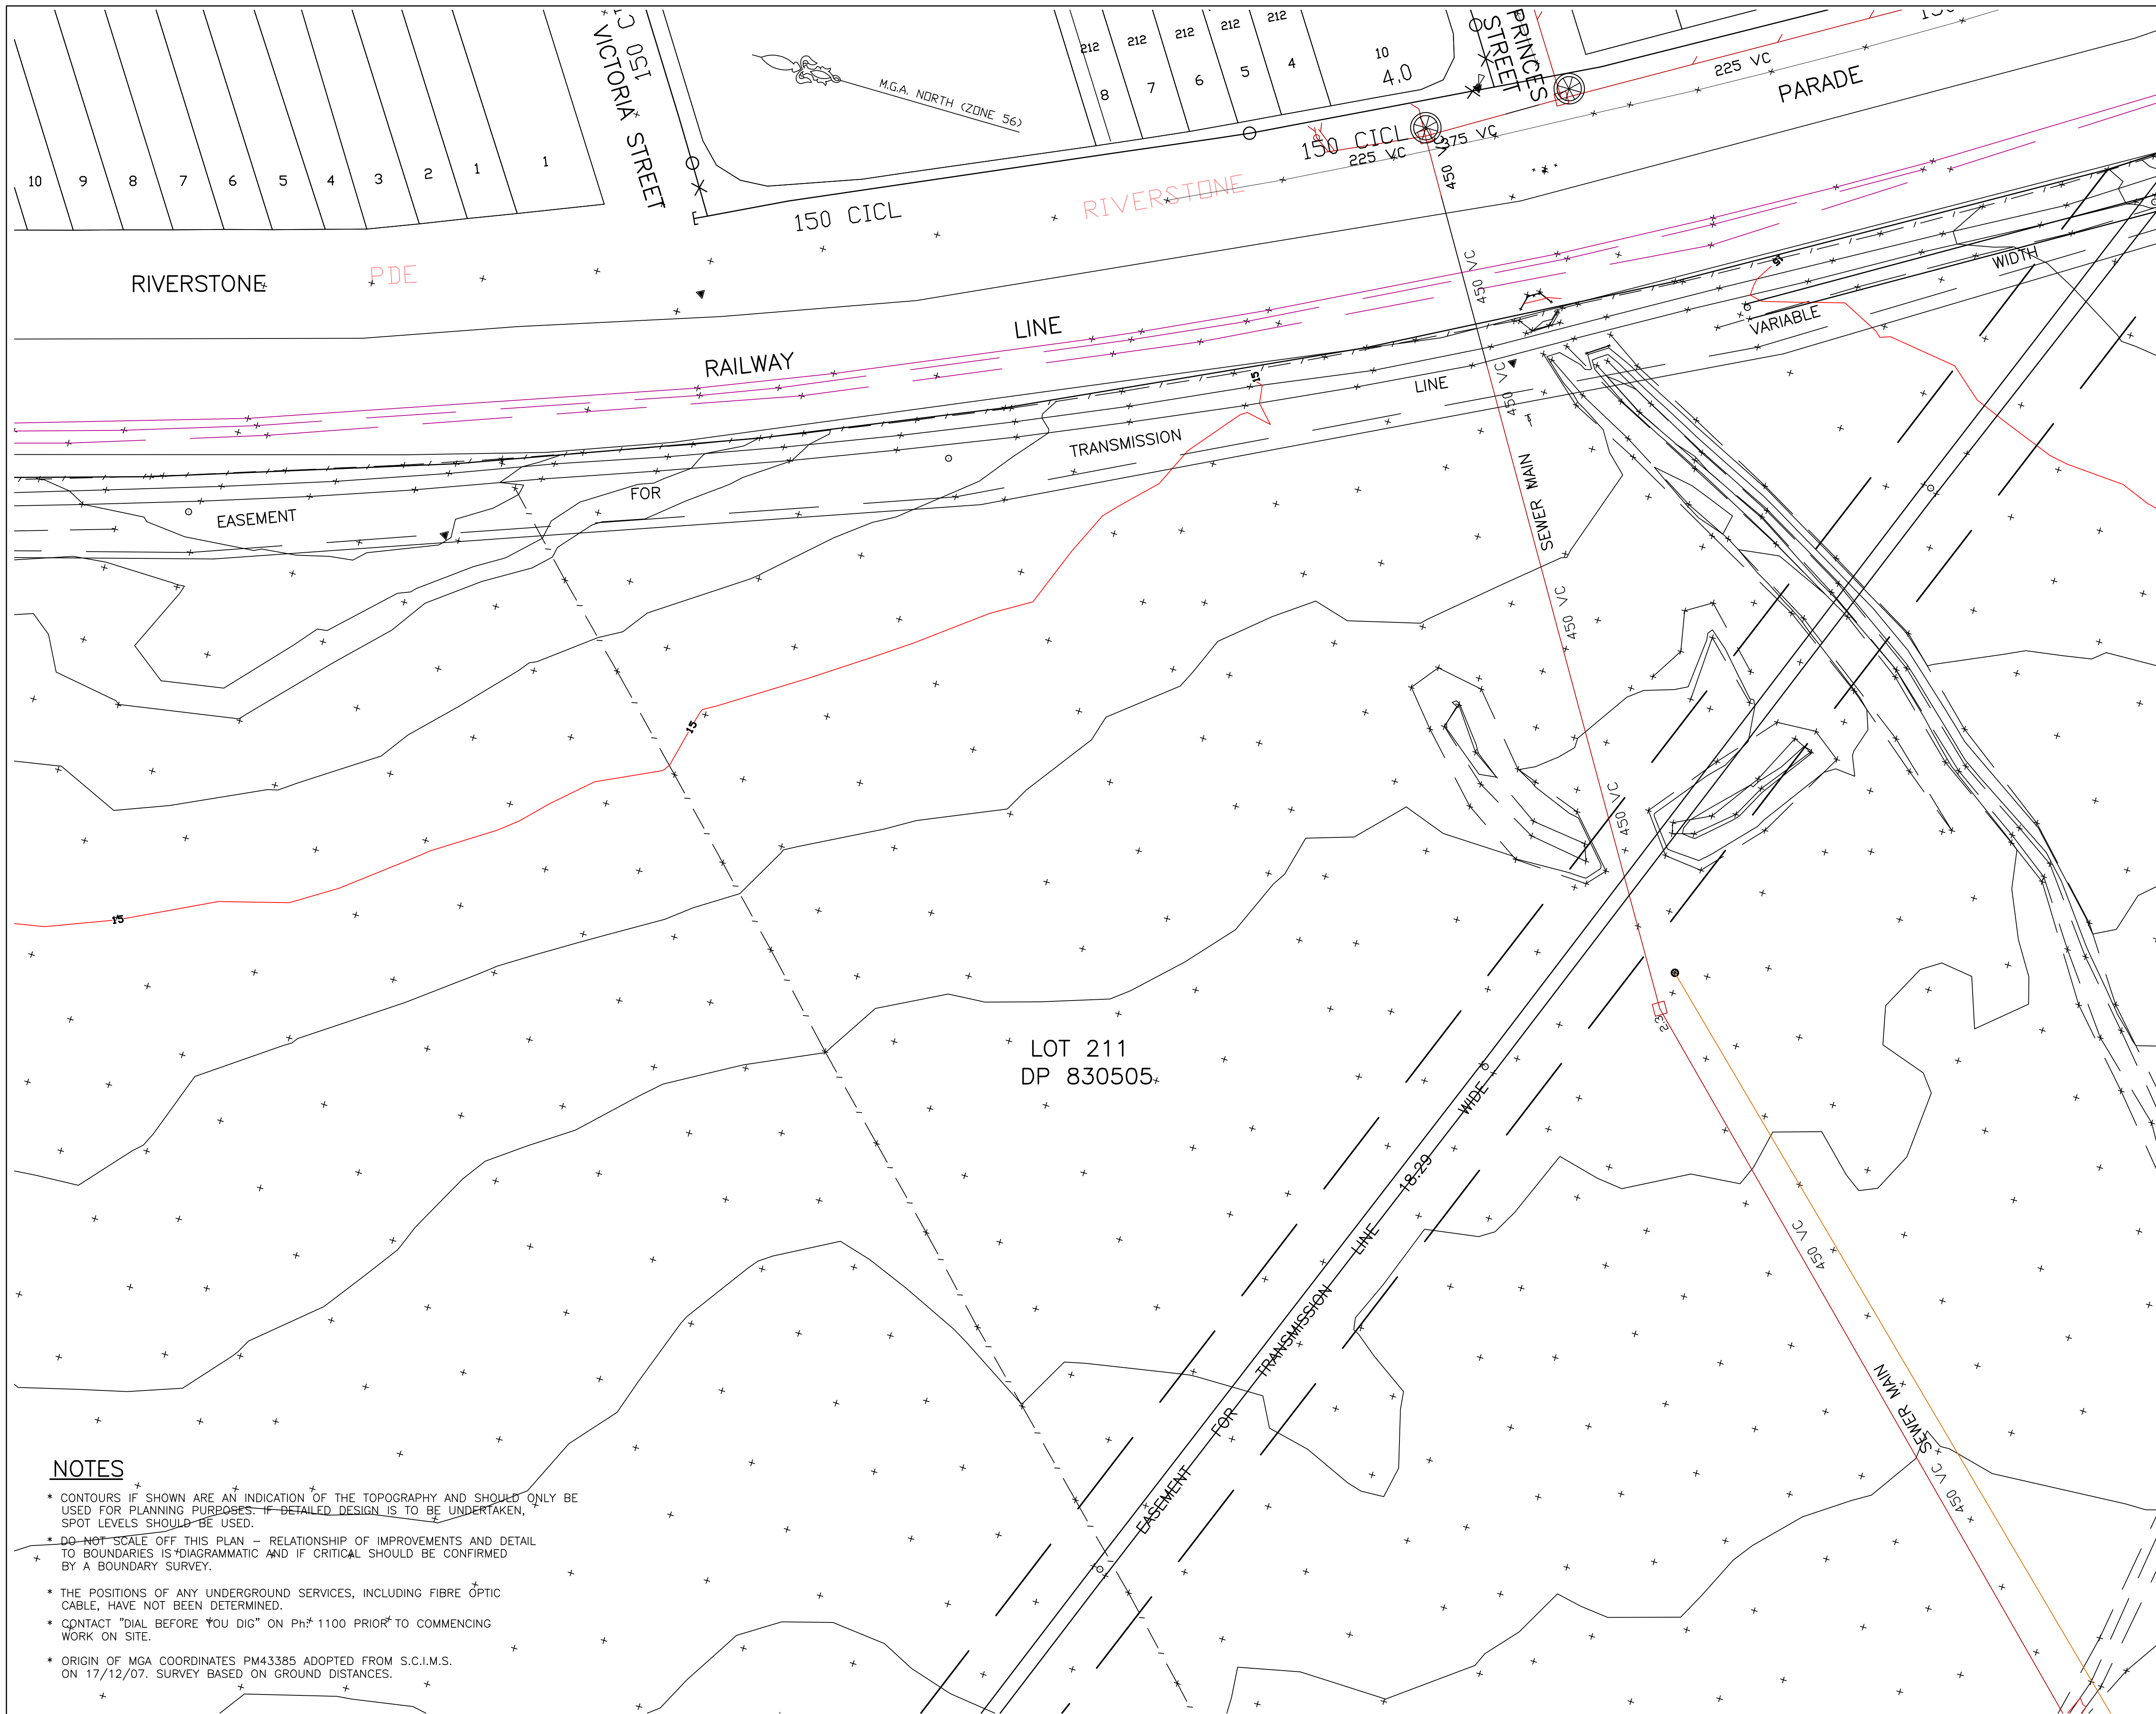 150
VICTORIA STREET
M.G.A. NORTH (ZONE 56)
212
212
212
212
212
8
7
6
5
4
10
4.0
PRINCES
STREET
225 VC
PARADE
10
9
8
7
6
5
4
3
2
1
1
150 CICL
225 VC
375 VC
450 VC
150 CICL
RIVERSTONE
RIVERSTONE
PDE
450 VC
15
WIDTH
VARIABLE
LINE
RAILWAY
15
LINE
450 VC
TRANSMISSION
FOR
EASEMENT
SEWER MAIN
450 VC
15
450 VC
15
2.3
LOT 211
DP 830505
WIDE
18.29
LINE
TRANSMISSION
FOR
EASEMENT
450 VC
SEWER MAIN
450 VC
NOTES
* CONTOURS IF SHOWN ARE AN INDICATION OF THE TOPOGRAPHY AND SHOULD ONLY BE
USED FOR PLANNING PURPOSES. IF DETAILED DESIGN IS TO BE UNDERTAKEN,
SPOT LEVELS SHOULD BE USED.
* DO NOT SCALE OFF THIS PLAN – RELATIONSHIP OF IMPROVEMENTS AND DETAIL
TO BOUNDARIES IS DIAGRAMMATIC AND IF CRITICAL SHOULD BE CONFIRMED
BY A BOUNDARY SURVEY.
* THE POSITIONS OF ANY UNDERGROUND SERVICES, INCLUDING FIBRE OPTIC
CABLE, HAVE NOT BEEN DETERMINED.
* CONTACT "DIAL BEFORE YOU DIG" ON Ph: 1100 PRIOR TO COMMENCING
WORK ON SITE.
* ORIGIN OF MGA COORDINATES PM43385 ADOPTED FROM S.C.I.M.S.
ON 17/12/07. SURVEY BASED ON GROUND DISTANCES.